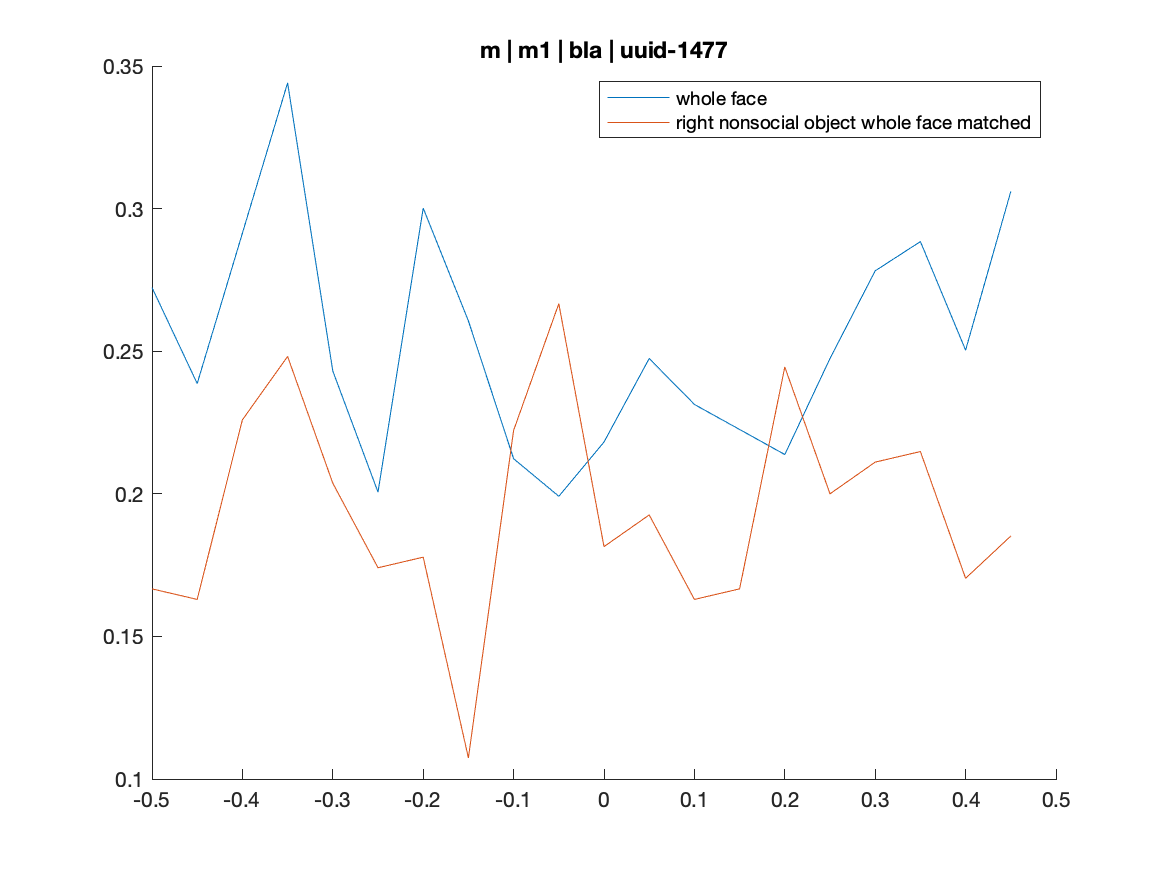 m | m1 | bla | uuid-1477
0.35
whole face
right nonsocial object whole face matched
0.3
0.25
0.2
0.15
0.1
-0.5 -0.4 -0.3 -0.2 -0.1 0 0.1 0.2 0.3 0.4 0.5